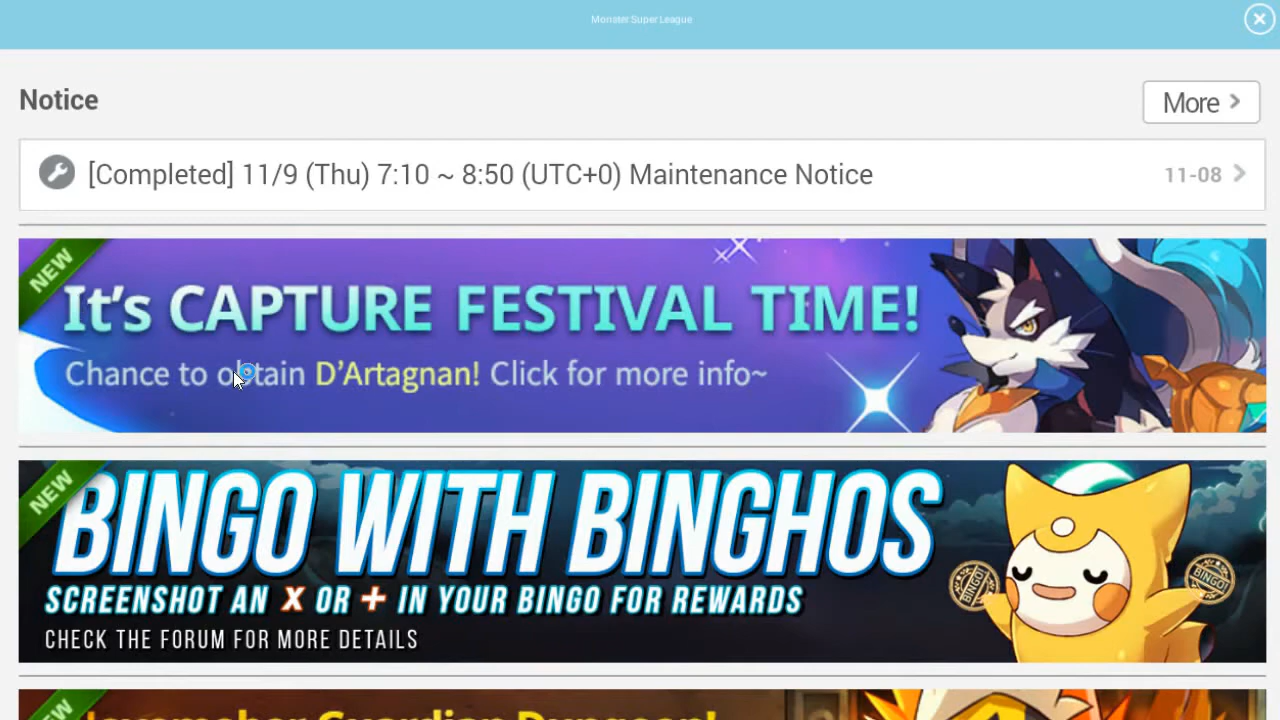 Monster Super League
Notice
More
[Completed] 11/9 (Thu) 7:10 ~ 8:50 (UTC+0) Maintenance Notice
11-08
NEW
It's CAPTURE FESTIVAL TIME!
Chance to obtain D'Artagnan! Click for more info~
NEW
BINGO WITH BINGHOS
SCREENSHOT AN X OR + IN YOUR BINGO FOR REWARDS
CHECK THE FORUM FOR MORE DETAILS
BINGO!
BINGO!
NEW
Guardian Dungeon!